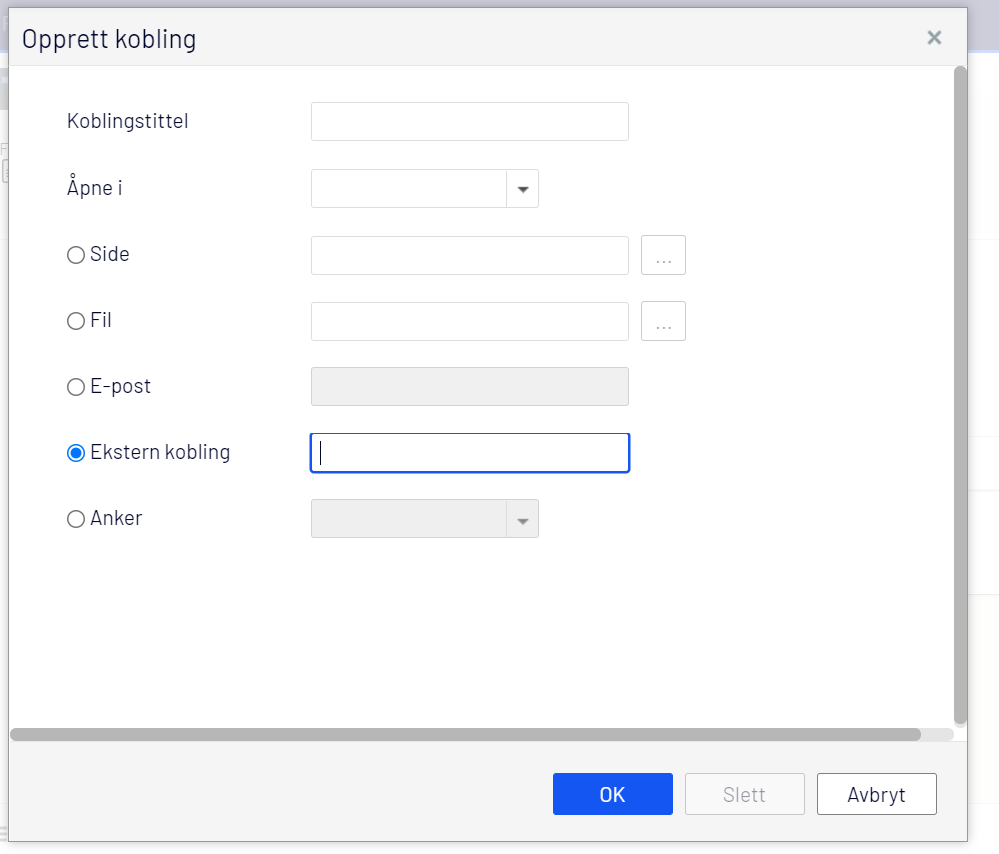 Opprett kobling
Koblingstittel
Åpne i
Side
...
Fil
...
E-post
Ekstern kobling
Anker
OK
Slett
Avbryt